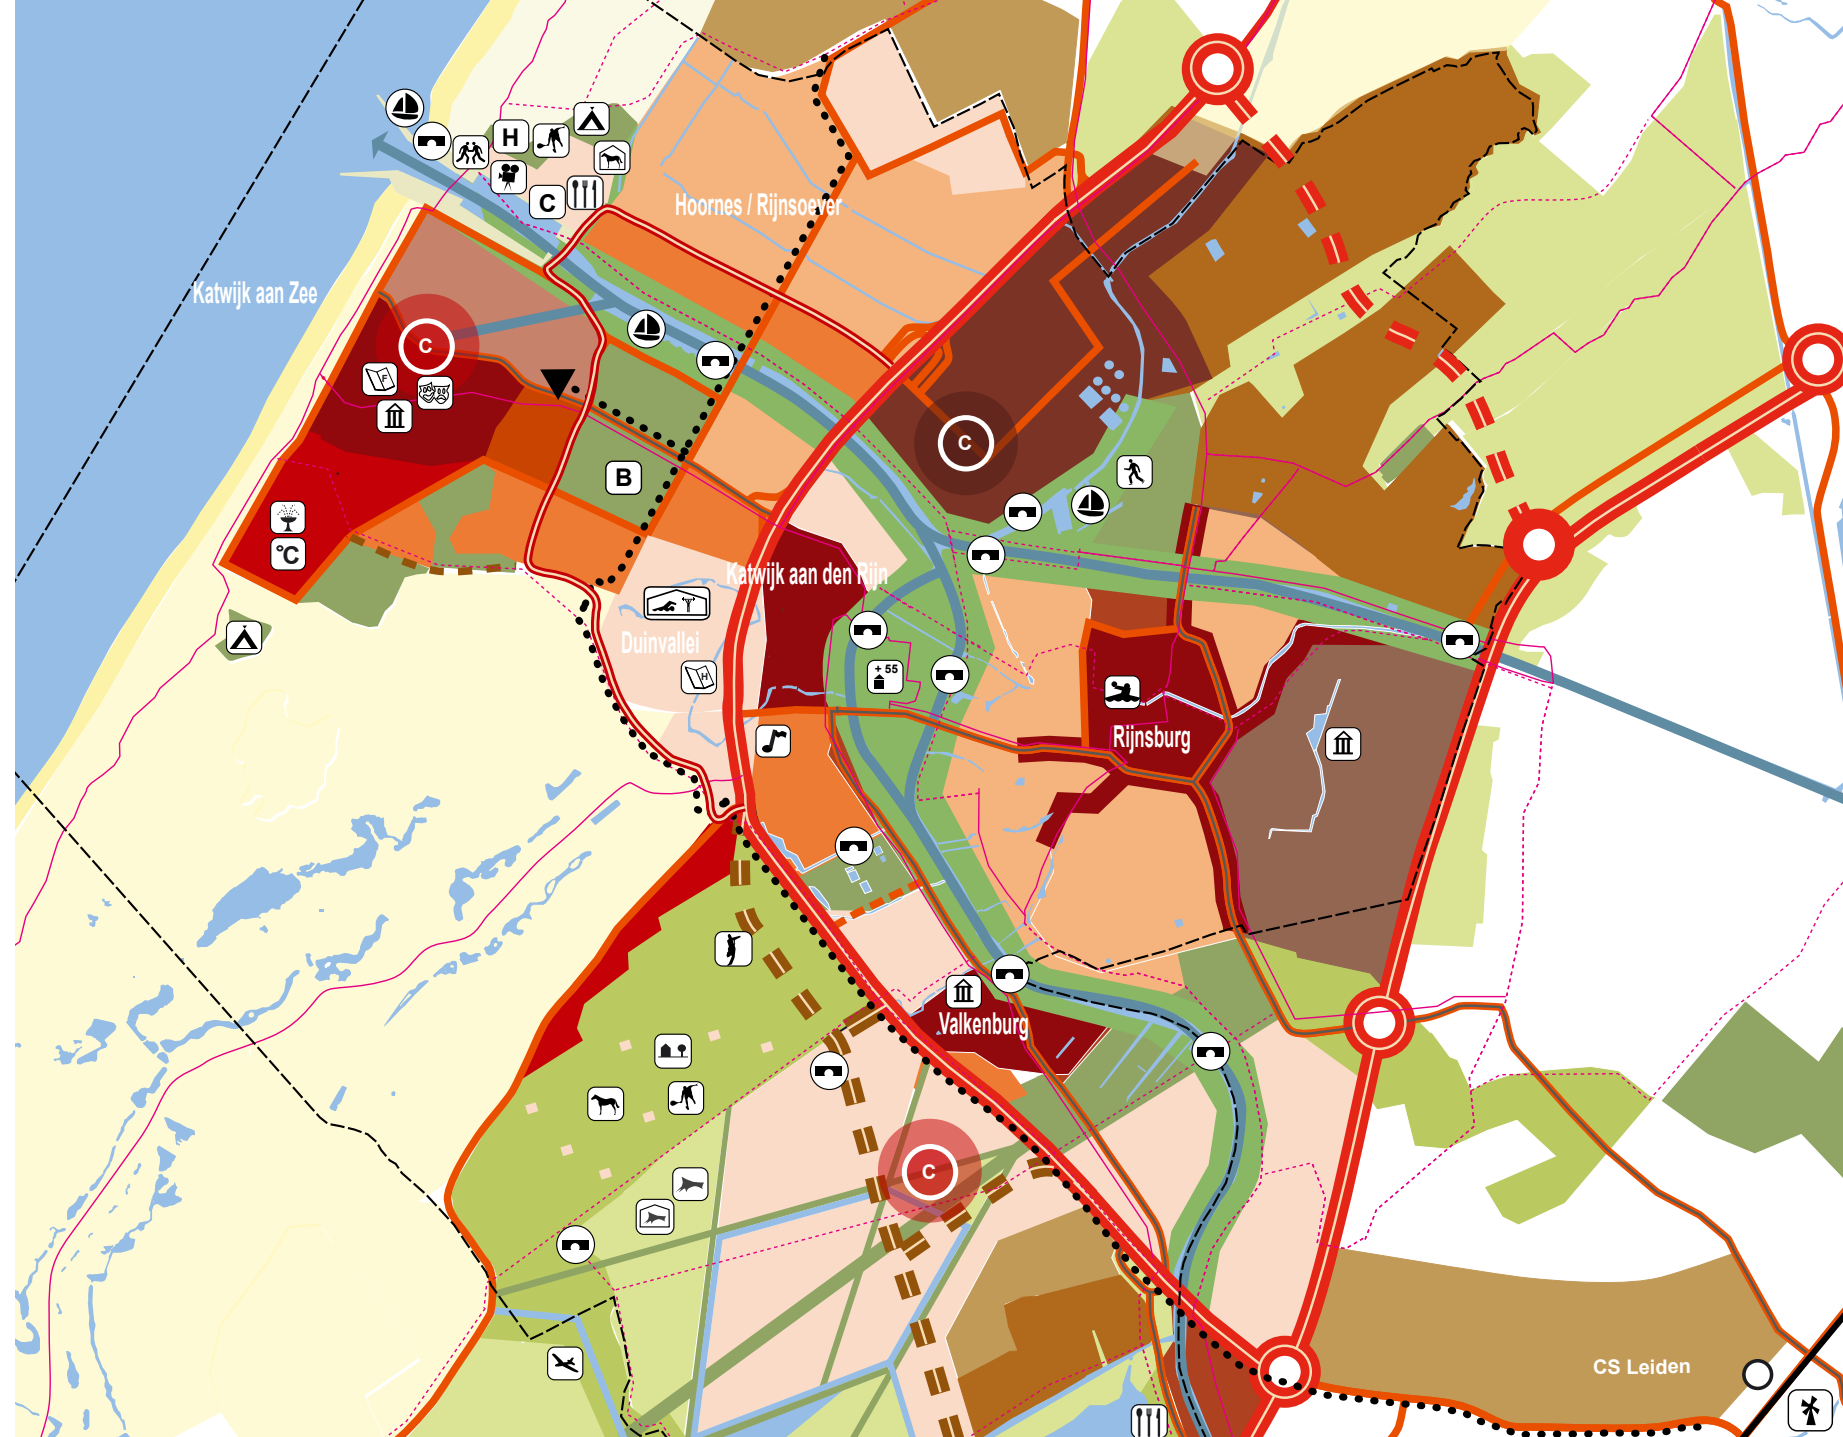 H
C
Hoornes / Rijnsoever
Katwijk aan Zee
C
F
C
B
°C
Katwijk aan den Rijn
Duinvallei
+ 55
H
Rijnsburg
Valkenburg
C
CS Leiden